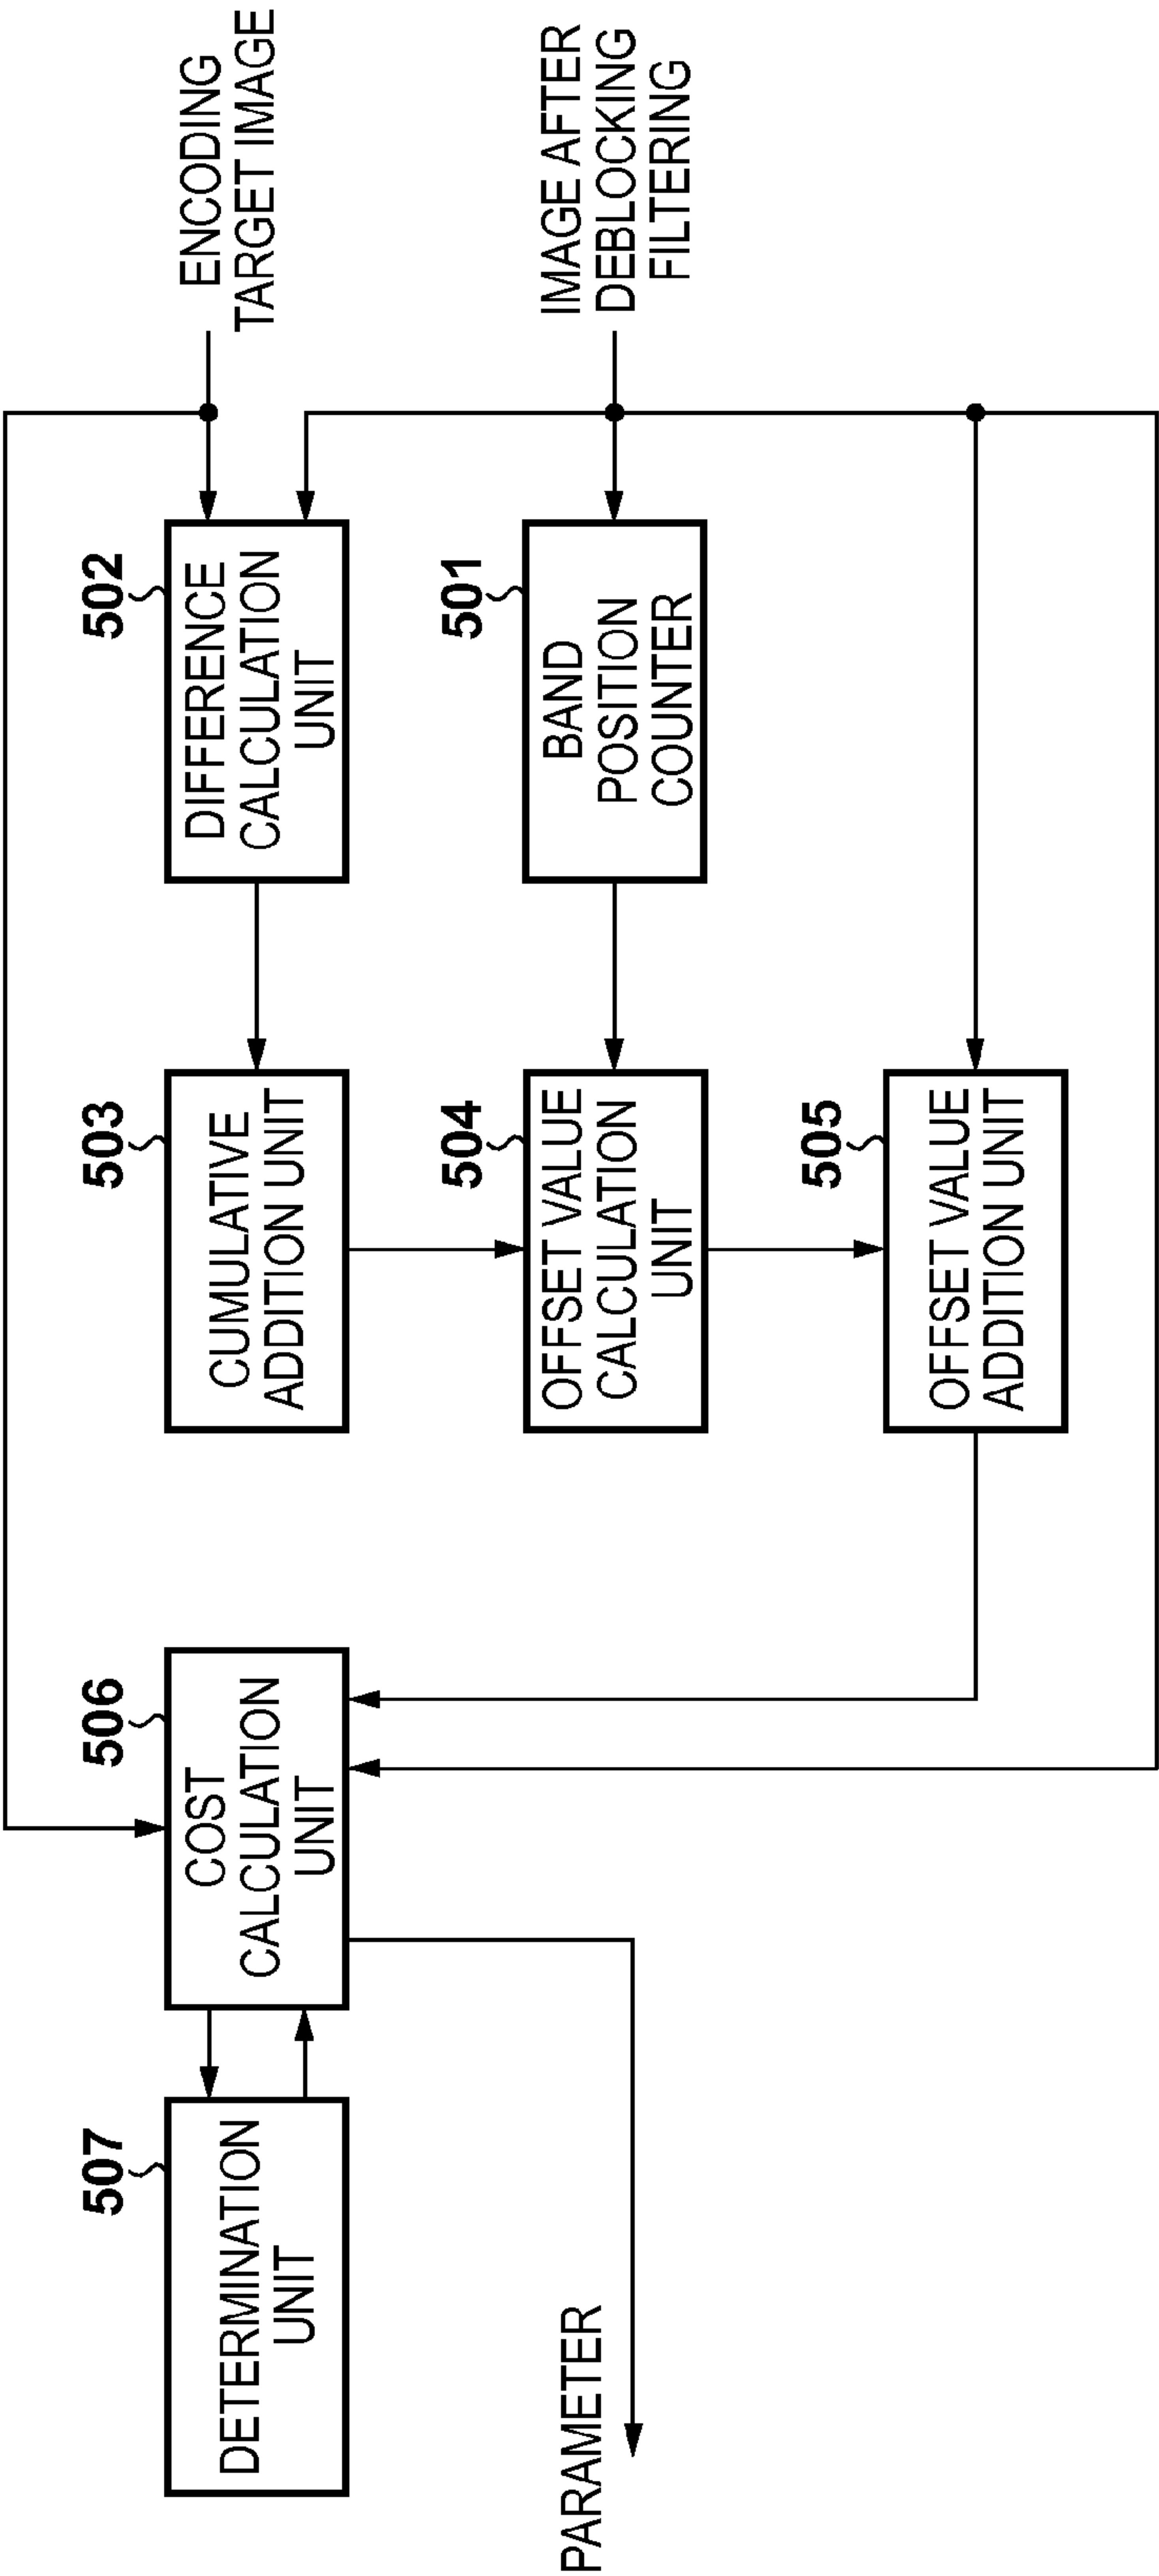 ENCODING
TARGET IMAGE
IMAGE AFTER
DEBLOCKING
FILTERING
502
DIFFERENCE
CALCULATION
UNIT
501
BAND
POSITION
COUNTER
503
CUMULATIVE
ADDITION UNIT
504
OFFSET VALUE
CALCULATION
UNIT
505
OFFSET VALUE
ADDITION UNIT
506
COST
CALCULATION
UNIT
507
DETERMINATION
UNIT
PARAMETER